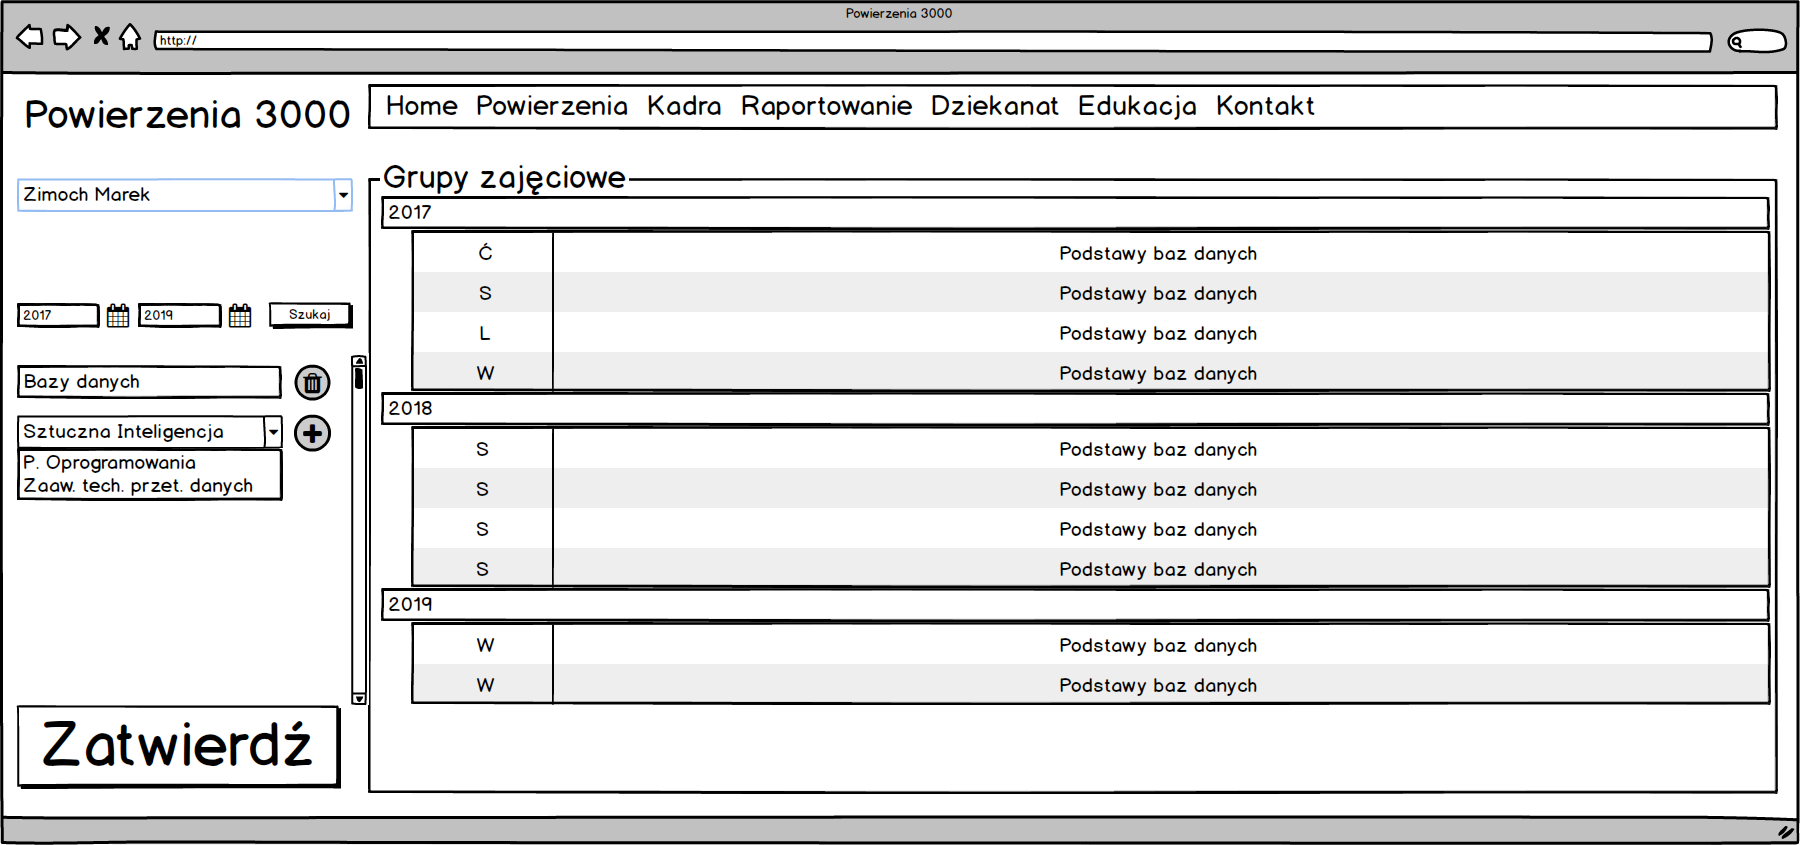 Powierzenia 3000
http://
Powierzenia 3000
Home Powierzenia Kadra Raportowanie Dziekanat Edukacja Kontakt
Zimoch Marek
2017 2019 Szukaj
Bazy danych
Sztuczna Inteligencja
P. Oprogramowania
Zaaw. tech. przet. danych
Zatwierdź
Grupy zajęciowe
2017
Ć Podstawy baz danych
S Podstawy baz danych
L Podstawy baz danych
W Podstawy baz danych
2018
S Podstawy baz danych
S Podstawy baz danych
S Podstawy baz danych
S Podstawy baz danych
2019
W Podstawy baz danych
W Podstawy baz danych